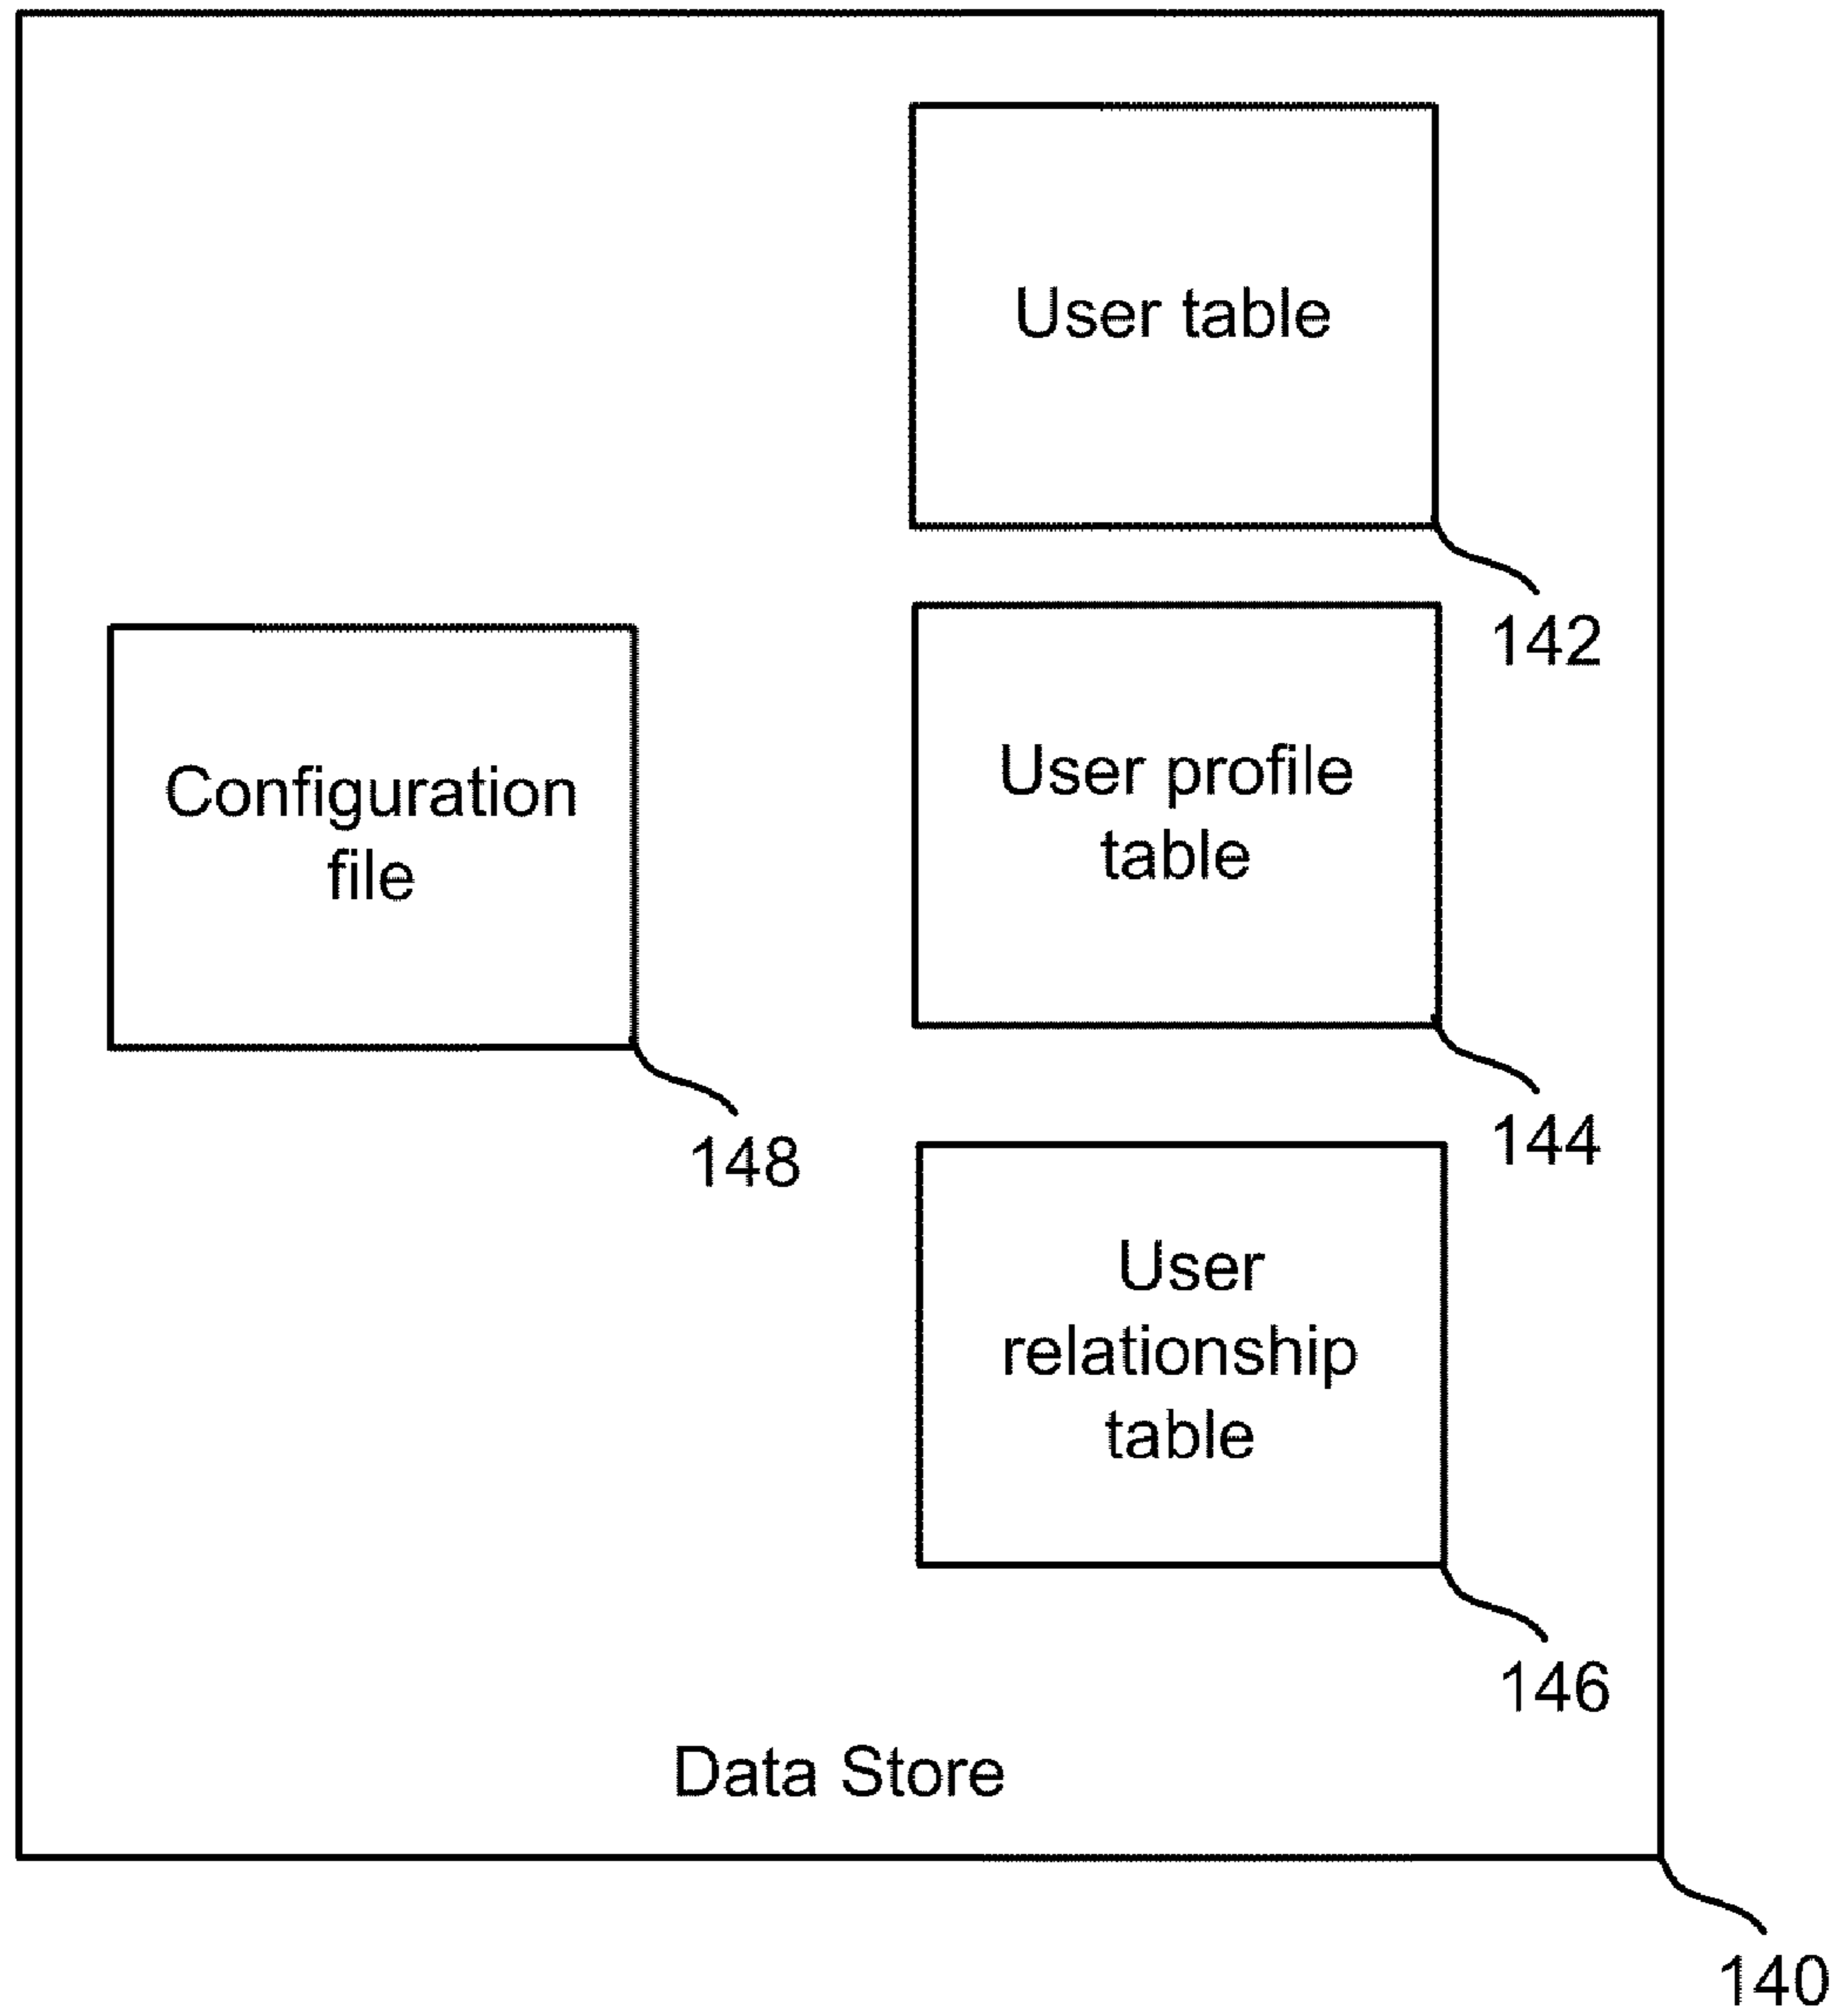 User table
142
Configuration
file
148
User profile
table
144
User
relationship
table
146
Data Store
140